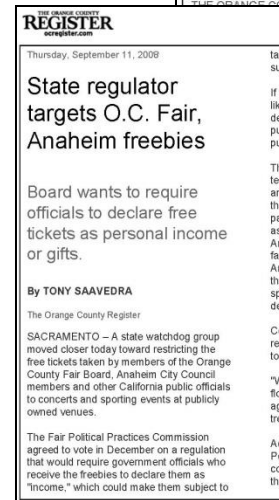 THE ORANGE COUNTY
REGISTER
ocregister.com
Thursday, September 11, 2008
State regulator
targets O.C. Fair,
Anaheim freebies
Board wants to require
officials to declare free
tickets as personal income
or gifts.
By TONY SAAVEDRA
The Orange County Register
SACRAMENTO – A state watchdog group
moved closer today toward restricting the
free tickets taken by members of the Orange
County Fair Board, Anaheim City Council
members and other California public officials
to concerts and sporting events at publicly
owned venues.
The Fair Political Practices Commission
agreed to vote in December on a regulation
that would require government officials who
receive the freebies to declare them as
"income," which could make them subject to